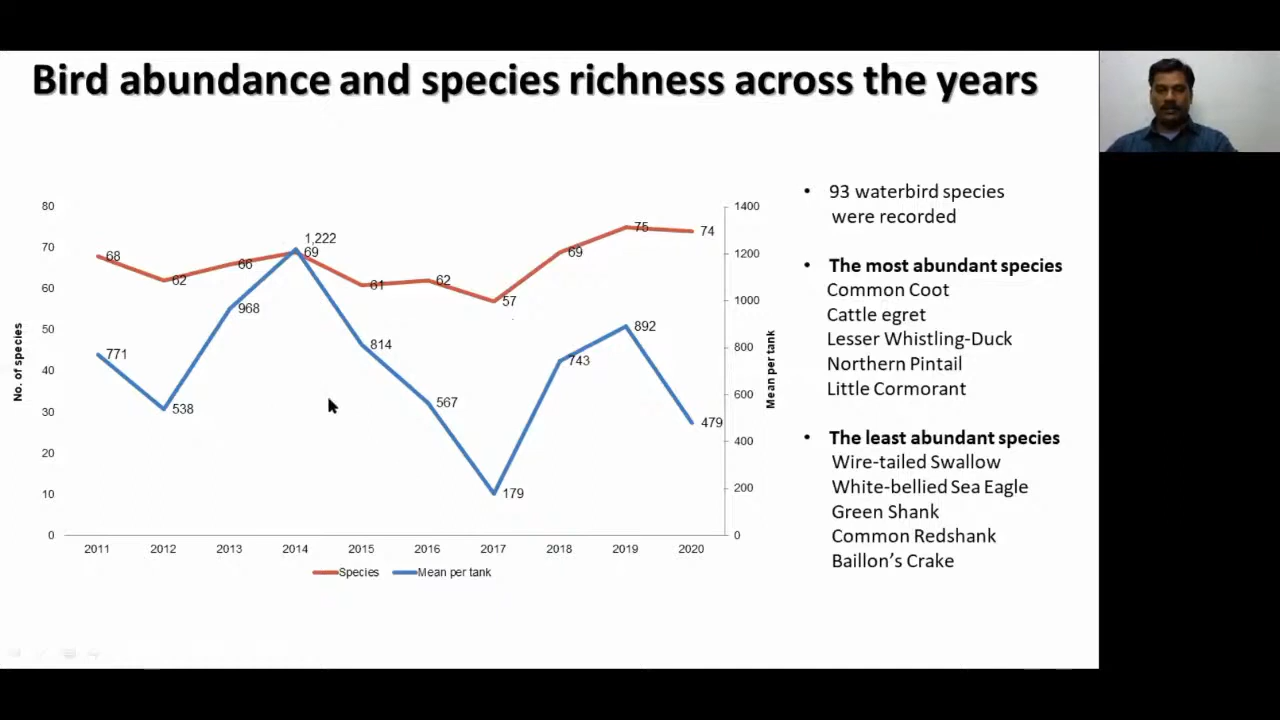 Bird abundance and species richness across the years
80
70
60
50
40
30
20
10
0
No. of species
1400
1200
1000
800
600
400
200
0
Mean per tank
68
62
66
69
61
62
57
69
75
74
771
538
968
1,222
814
567
179
743
892
479
2011 2012 2013 2014 2015 2016 2017 2018 2019 2020
Species Mean per tank
• 93 waterbird species
were recorded
• The most abundant species
Common Coot
Cattle egret
Lesser Whistling-Duck
Northern Pintail
Little Cormorant
• The least abundant species
Wire-tailed Swallow
White-bellied Sea Eagle
Green Shank
Common Redshank
Baillon’s Crake